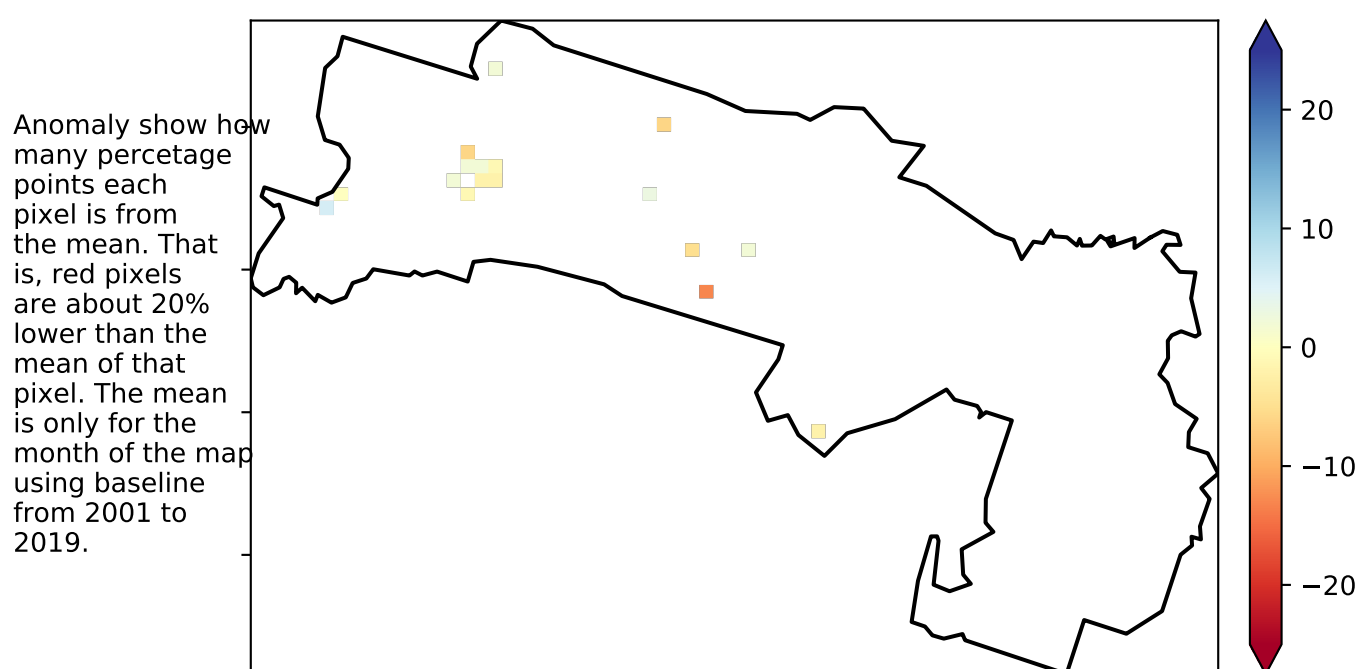 Anomaly show how
many percetage
points each
pixel is from
the mean. That
is, red pixels
are about 20%
lower than the
mean of that
pixel. The mean
is only for the
month of the map
using baseline
from 2001 to
2019.
20
10
0
−10
−20